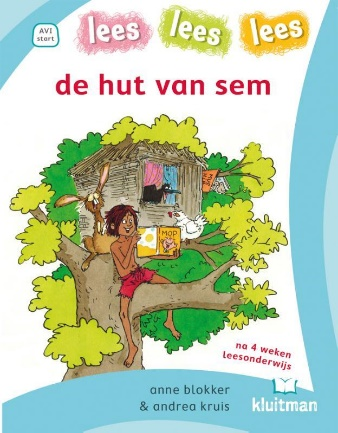 AVI
start
lees lees lees
de hut van sem
MOP
na 4 weken
leesonderwijs
anne blokker
& andrea kruis
kluitman